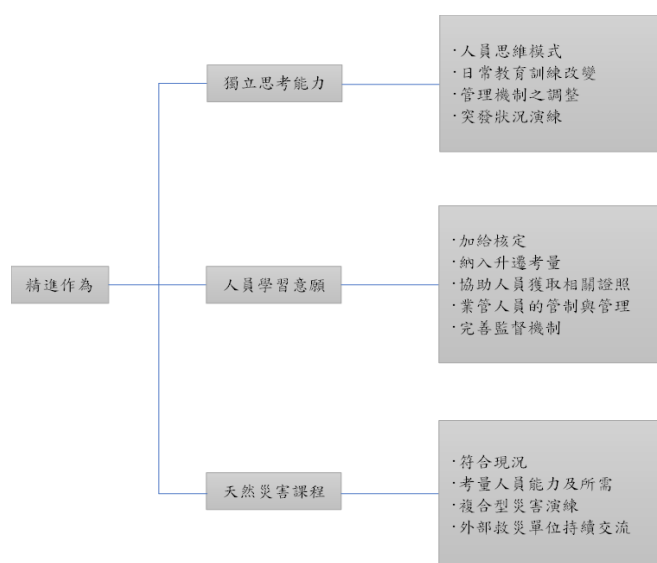 精進作為
獨立思考能力
·人員思維模式
·日常教育訓練改變
·管理機制之調整
·突發狀況演練
人員學習意願
·加給核定
·納入升遷考量
·協助人員獲取相關證照
·業管人員的管制與管理
·完善監督機制
天然災害課程
·符合現況
·考量人員能力及所需
·複合型災害演練
·外部救災單位持續交流